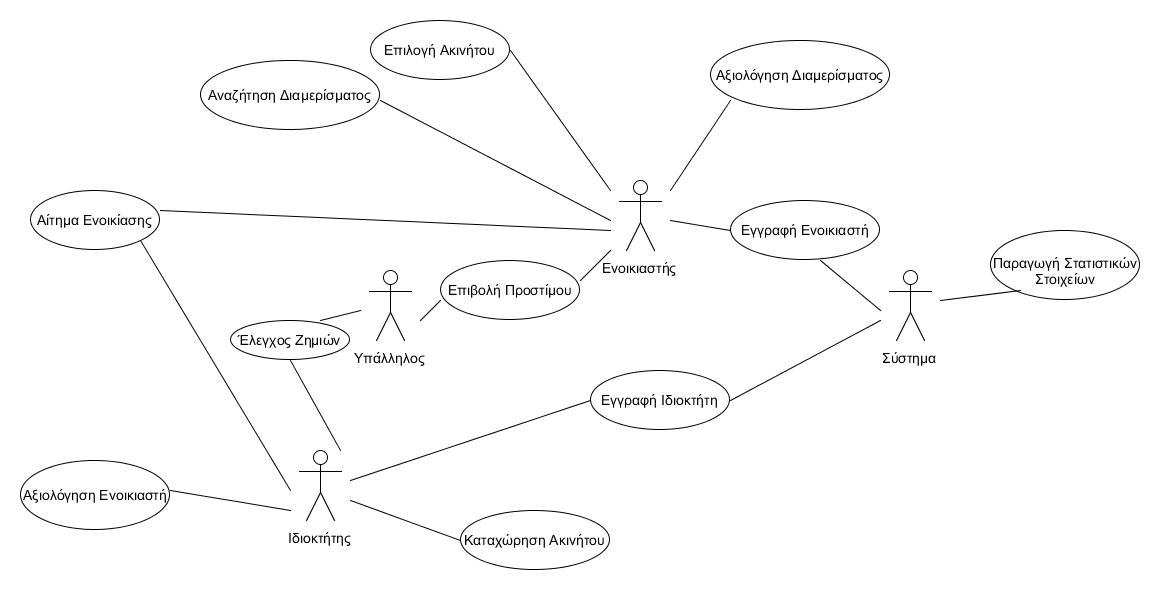 Επιλογή Ακινήτου
Αξιολόγηση Διαμερίσματος
Αναζήτηση Διαμερίσματος
Αίτημα Ενοικίασης
Εγγραφή Ενοικιαστή
Ενοικιαστής
Παραγωγή Στατιστικών
Στοιχείων
Επιβολή Προστίμου
Έλεγχος Ζημιών
Υπάλληλος
Σύστημα
Εγγραφή Ιδιοκτήτη
Αξιολόγηση Ενοικιαστή
Ιδιοκτήτης
Καταχώρηση Ακινήτου